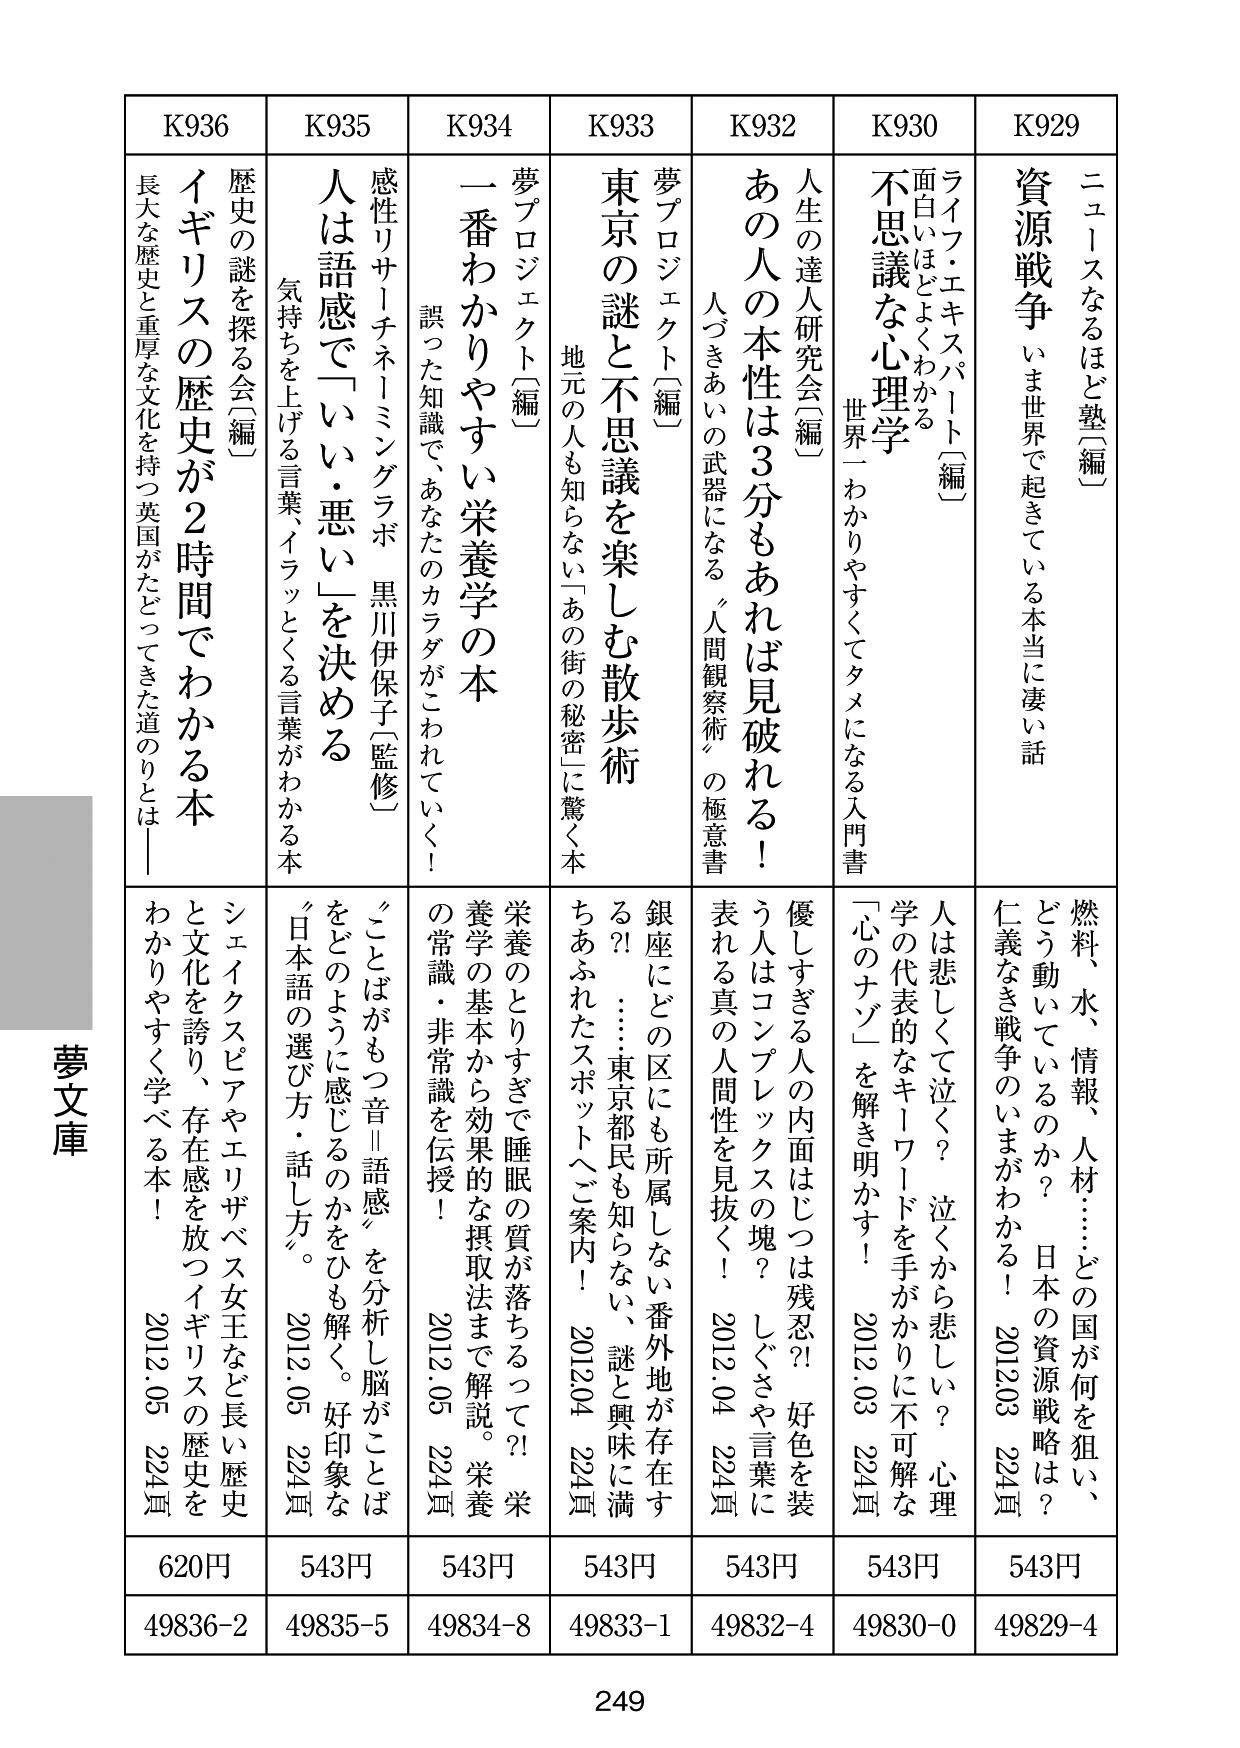 K929
ニュースなるほど塾〔編〕
資源戦争 いま世界で起きている本当に凄い話
燃料、水、情報、人材……どの国が何を狙い、
どう動いているのか？　日本の資源戦略は？
仁義なき戦争のいまがわかる！　2012.03　224頁
543円
49829-4
K930
ライフ・エキスパート〔編〕
面白いほどよくわかる
不思議な心理学
世界一わかりやすくてタメになる入門書
人は悲しくて泣く？　泣くから悲しい？　心理
学の代表的なキーワードを手がかりに不可解な
「心のナゾ」を解き明かす！　2012.03　224頁
543円
49830-0
K932
人生の達人研究会〔編〕
あの人の本性は３分もあれば見破れる！
人づきあいの武器になる〝人間観察術〟の極意書
優しすぎる人の内面はじつは残忍?!　好色を装
う人はコンプレックスの塊？　しぐさや言葉に
表れる真の人間性を見抜く！　2012.04　224頁
543円
49832-4
K933
夢プロジェクト〔編〕
東京の謎と不思議を楽しむ散歩術
地元の人も知らない「あの街の秘密」に驚く本
銀座にどの区にも所属しない番外地が存在す
る?!　……東京都民も知らない、謎と興味に満
ちあふれたスポットへご案内！　2012.04　224頁
543円
49833-1
K934
夢プロジェクト〔編〕
一番わかりやすい栄養学の本
誤った知識で、あなたのカラダがこわれていく！
栄養のとりすぎで睡眠の質が落ちるって?!　栄
養学の基本から効果的な摂取法まで解説。栄養
の常識・非常識を伝授！　2012.05　224頁
543円
49834-8
K935
感性リサーチネーミングラボ　黒川伊保子〔監修〕
人は語感で「いい・悪い」を決める
気持ちを上げる言葉、イラッとくる言葉がわかる本
〝ことばがもつ音＝語感〟を分析し脳がことば
をどのように感じるのかをひも解く。好印象な
〝日本語の選び方・話し方〟。　2012.05　224頁
543円
49835-5
K936
歴史の謎を探る会〔編〕
イギリスの歴史が２時間でわかる本
長大な歴史と重厚な文化を持つ英国がたどってきた道のりとは――
シェイクスピアやエリザベス女王など長い歴史
と文化を誇り、存在感を放つイギリスの歴史を
わかりやすく学べる本！　2012.05　224頁
620円
49836-2
夢文庫
249